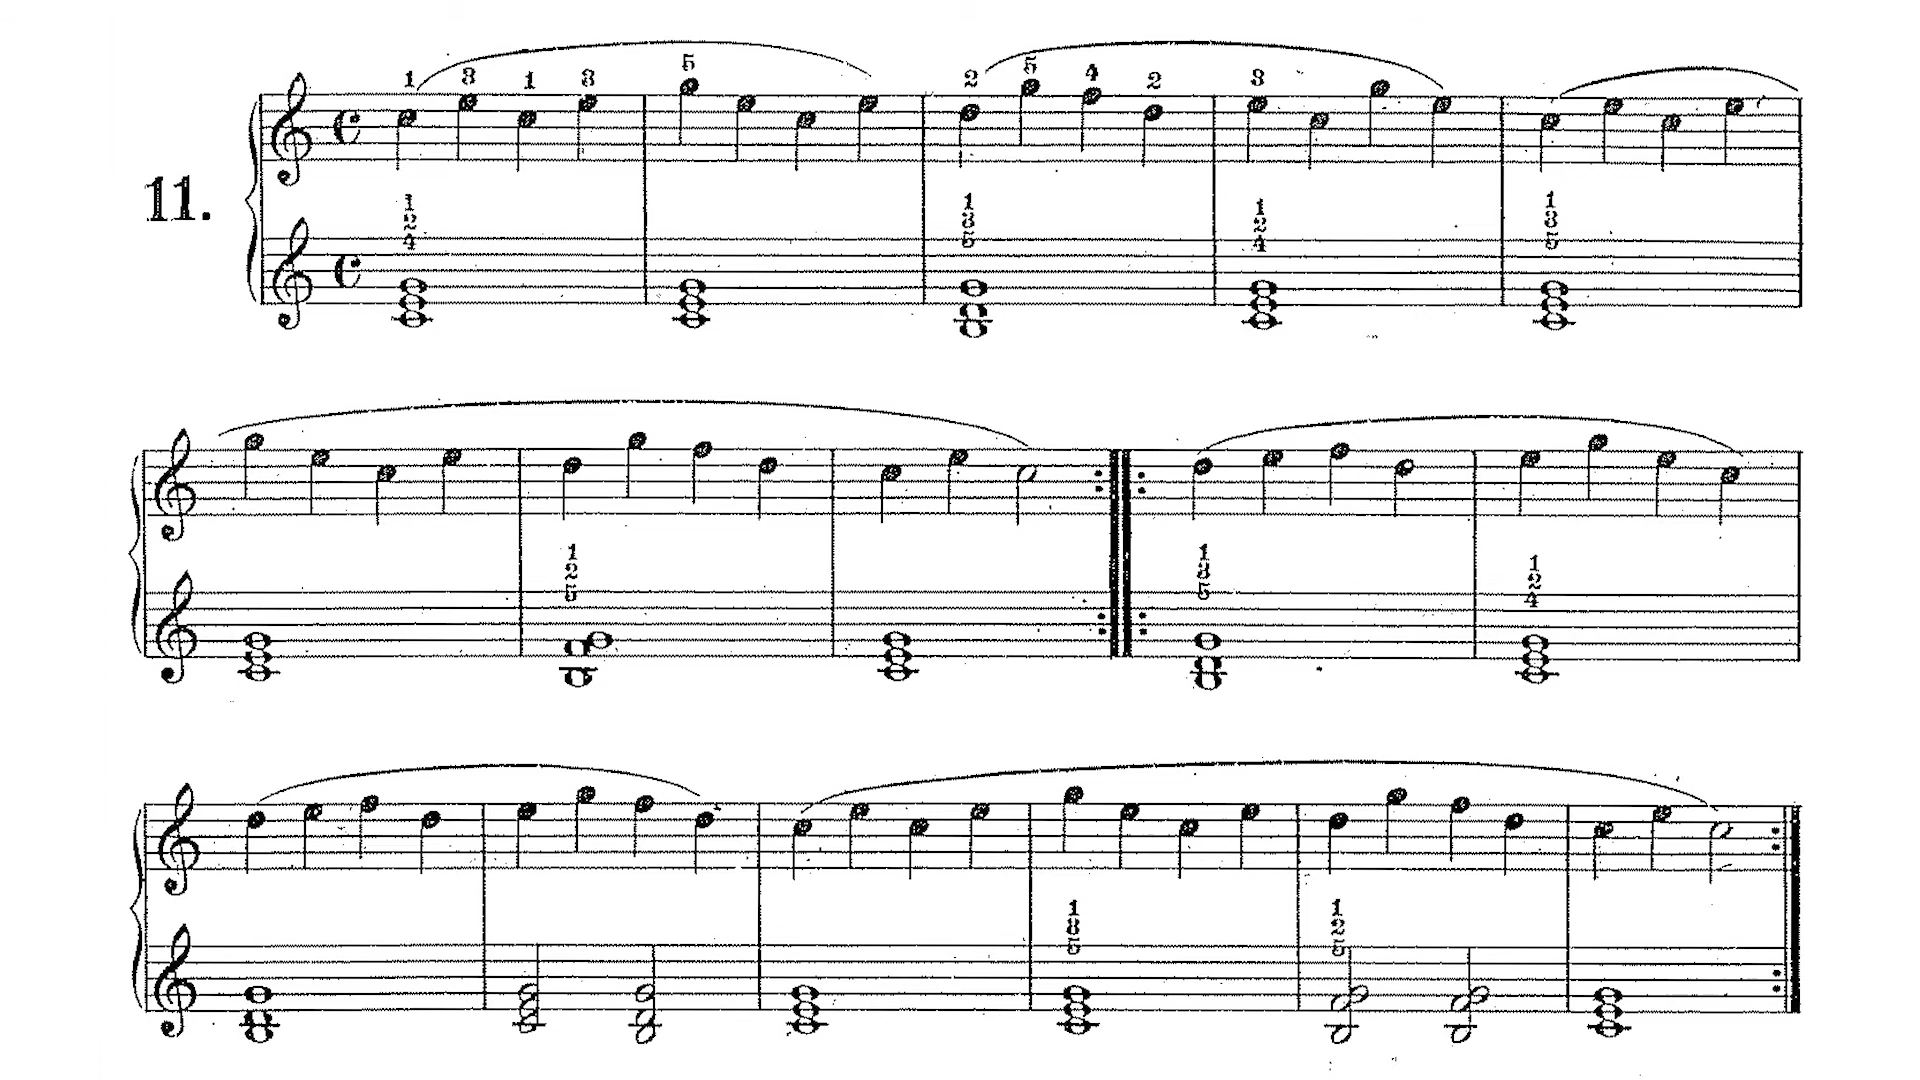 1 3 1 3 5 2 5 4 2 3
11.
1 1 1 1
2 3 2 3
4 5 4 5
1 1 1
2 3 2
5 5 4
1 1
3 2
5 5